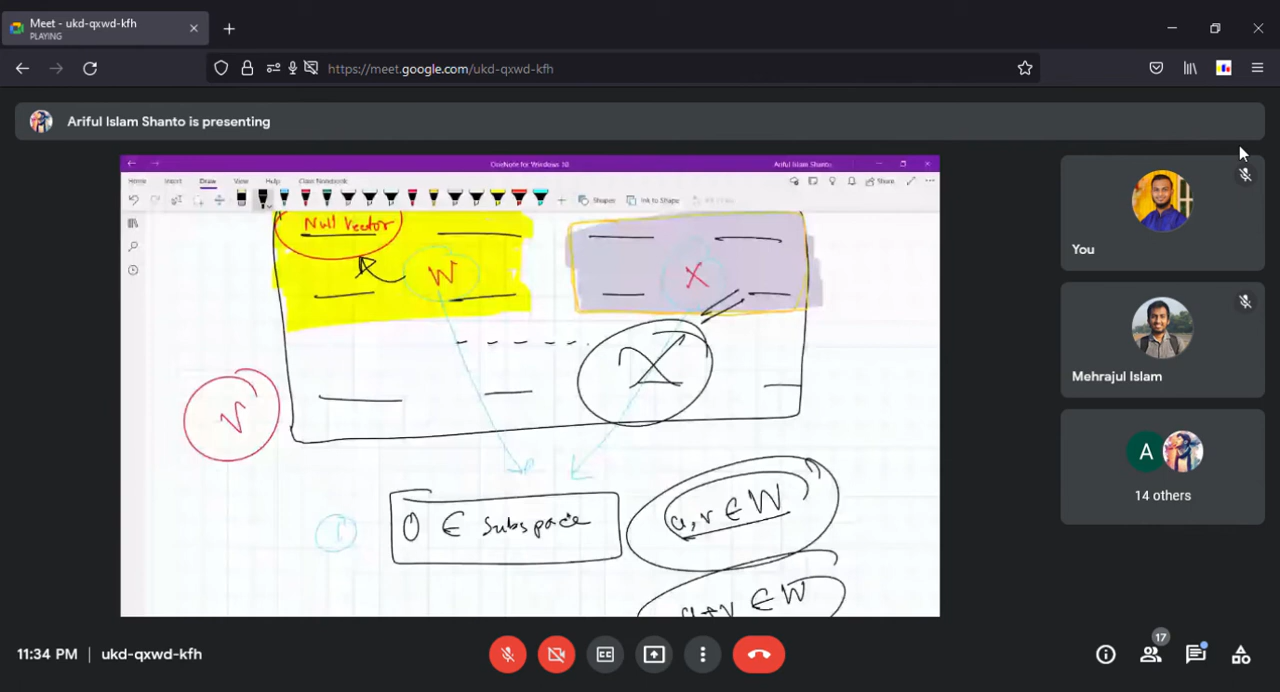 Meet - ukd-qxwd-kfh
PLAYING
https://meet.google.com/ukd-qxwd-kfh
Ariful Islam Shanto is presenting
OneNote for Windows 10
Ariful Islam Shanto
Home Insert Draw View Help Class Notebook
Share
Shapes Ink to Shape
Null Vector
W
X
V
0 ∈ Subspace
u, v ∈ W
u+v ∈ W
You
Mehrajul Islam
A
14 others
11:34 PM | ukd-qxwd-kfh
17